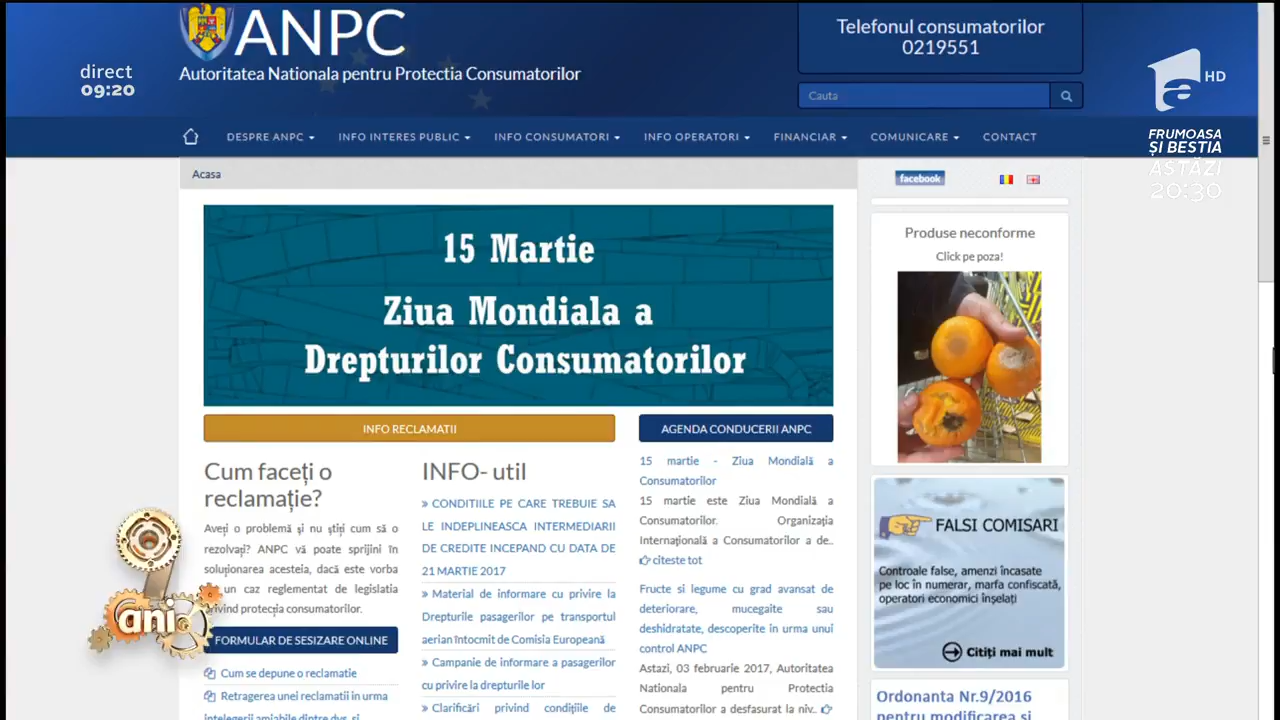 ANPC
Autoritatea Nationala pentru Protectia Consumatorilor
Telefonul consumatorilor
0219551
direct
09:20
HD
Cauta
FRUMOASA
ȘI BESTIA
ASTĂZI
20:30
DESPRE ANPC
INFO INTERES PUBLIC
INFO CONSUMATORI
INFO OPERATORI
FINANCIAR
COMUNICARE
CONTACT
Acasa
facebook
15 Martie
Ziua Mondiala a
Drepturilor Consumatorilor
Produse neconforme
Click pe poza!
INFO RECLAMATII
AGENDA CONDUCERII ANPC
Cum faceți o
reclamație?
Aveți o problemă și nu știți cum să o
rezolvați? ANPC vă poate sprijini în
soluționarea acesteia, dacă este vorba
un caz reglementat de legislatia
privind protecția consumatorilor.
FORMULAR DE SESIZARE ONLINE
Cum se depune o reclamatie
Retragerea unei reclamatii in urma
intelegerii amiabile dintre dvs. si
INFO- util
» CONDITIILE PE CARE TREBUIE SA
LE INDEPLINEASCA INTERMEDIARII
DE CREDITE INCEPAND CU DATA DE
21 MARTIE 2017
» Material de informare cu privire la
Drepturile pasagerilor pe transportul
aerian întocmit de Comisia Europeană
» Campanie de informare a pasagerilor
cu privire la drepturile lor
» Clarificări privind condițiile de
15 martie - Ziua Mondială a
Consumatorilor
15 martie este Ziua Mondială a
Consumatorilor. Organizația
Internațională a Consumatorilor a de..
citeste tot
Fructe si legume cu grad avansat de
deteriorare, mucegaite sau
deshidratate, descoperite in urma unui
control ANPC
Astazi, 03 februarie 2017, Autoritatea
Nationala pentru Protectia
Consumatorilor a desfasurat la niv..
FALSI COMISARI
Controale false, amenzi încasate
pe loc în numerar, marfa confiscată,
operatori economici înșelați
Citiți mai mult
Ordonanta Nr.9/2016
pentru modificarea si
9
ani